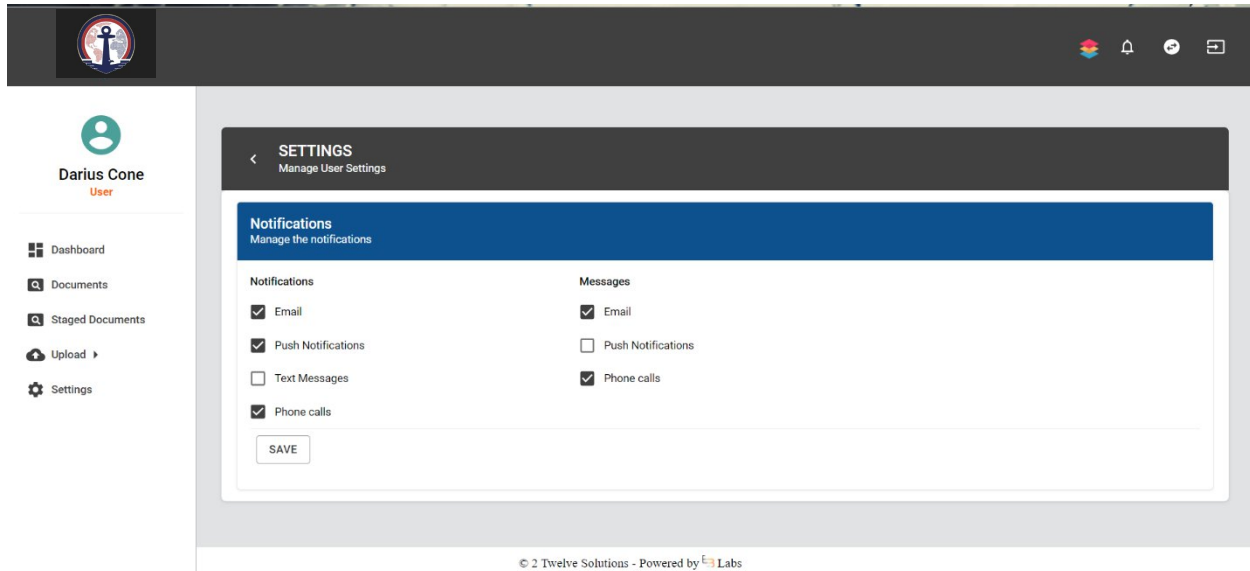 Darius Cone
User
Dashboard
Documents
Staged Documents
Upload
Settings
SETTINGS
Manage User Settings
Notifications
Manage the notifications
Notifications
Email
Push Notifications
Text Messages
Phone calls
Messages
Email
Push Notifications
Phone calls
SAVE
© 2 Twelve Solutions - Powered by Labs